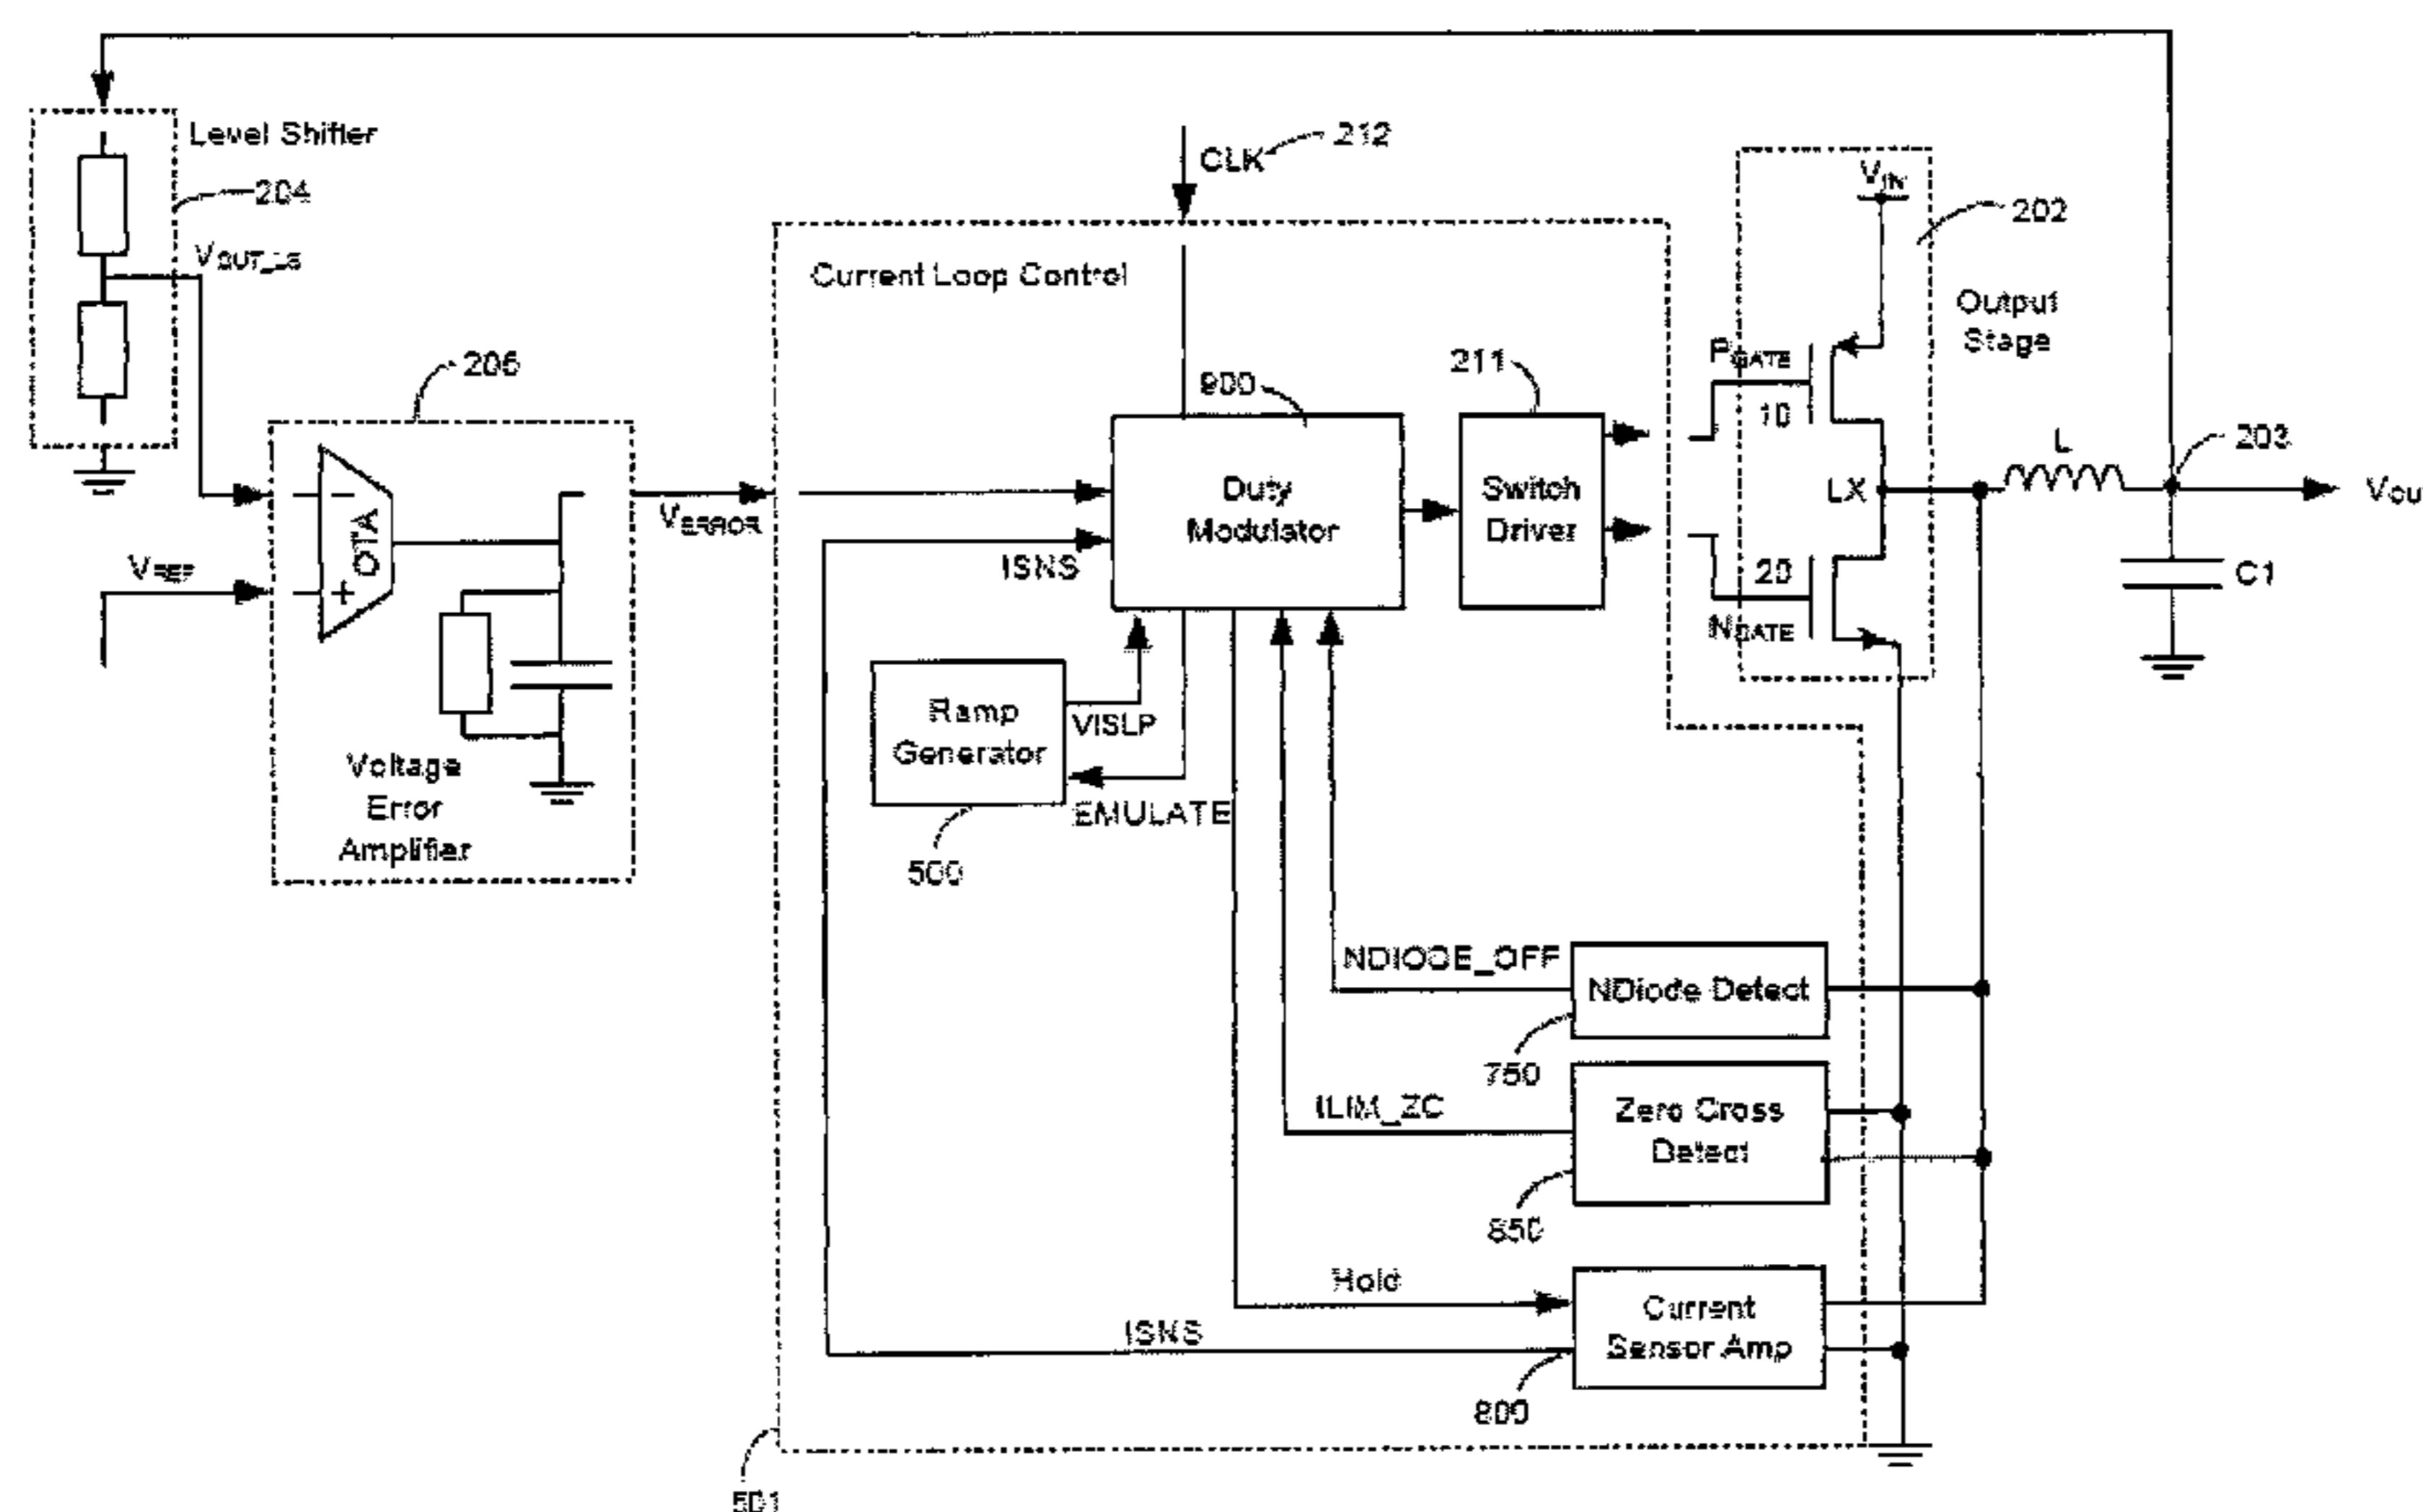 Level Shifter
204
VOUT_LS
CLK
212
VIN
202
Output
Stage
Current Loop Control
205
900
211
PGATE
10
Duty
Modulator
Switch
Driver
LX
L
203
VOU
OTA
−
+
VREF
VERROR
ISNS
20
NGATE
C1
Ramp
Generator
VISLP
EMULATE
500
Voltage
Error
Amplifier
NDIODE_OFF
NDiode Detect
750
ILIM_ZC
Zero Cross
Detect
850
Hold
Current
Sensor Amp
ISNS
800
501